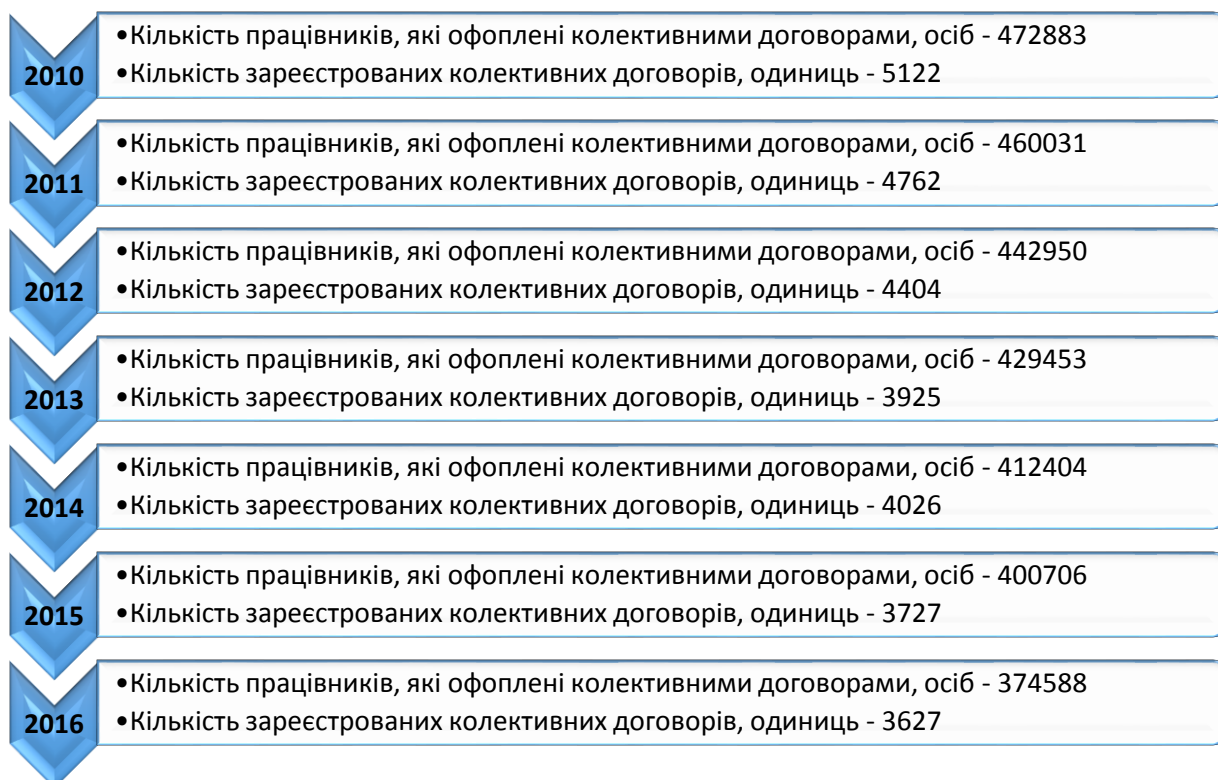 2010
•Кількість працівників, які офоплені колективними договорами, осіб - 472883
•Кількість зареєстрованих колективних договорів, одиниць - 5122
2011
•Кількість працівників, які офоплені колективними договорами, осіб - 460031
•Кількість зареєстрованих колективних договорів, одиниць - 4762
2012
•Кількість працівників, які офоплені колективними договорами, осіб - 442950
•Кількість зареєстрованих колективних договорів, одиниць - 4404
2013
•Кількість працівників, які офоплені колективними договорами, осіб - 429453
•Кількість зареєстрованих колективних договорів, одиниць - 3925
2014
•Кількість працівників, які офоплені колективними договорами, осіб - 412404
•Кількість зареєстрованих колективних договорів, одиниць - 4026
2015
•Кількість працівників, які офоплені колективними договорами, осіб - 400706
•Кількість зареєстрованих колективних договорів, одиниць - 3727
2016
•Кількість працівників, які офоплені колективними договорами, осіб - 374588
•Кількість зареєстрованих колективних договорів, одиниць - 3627